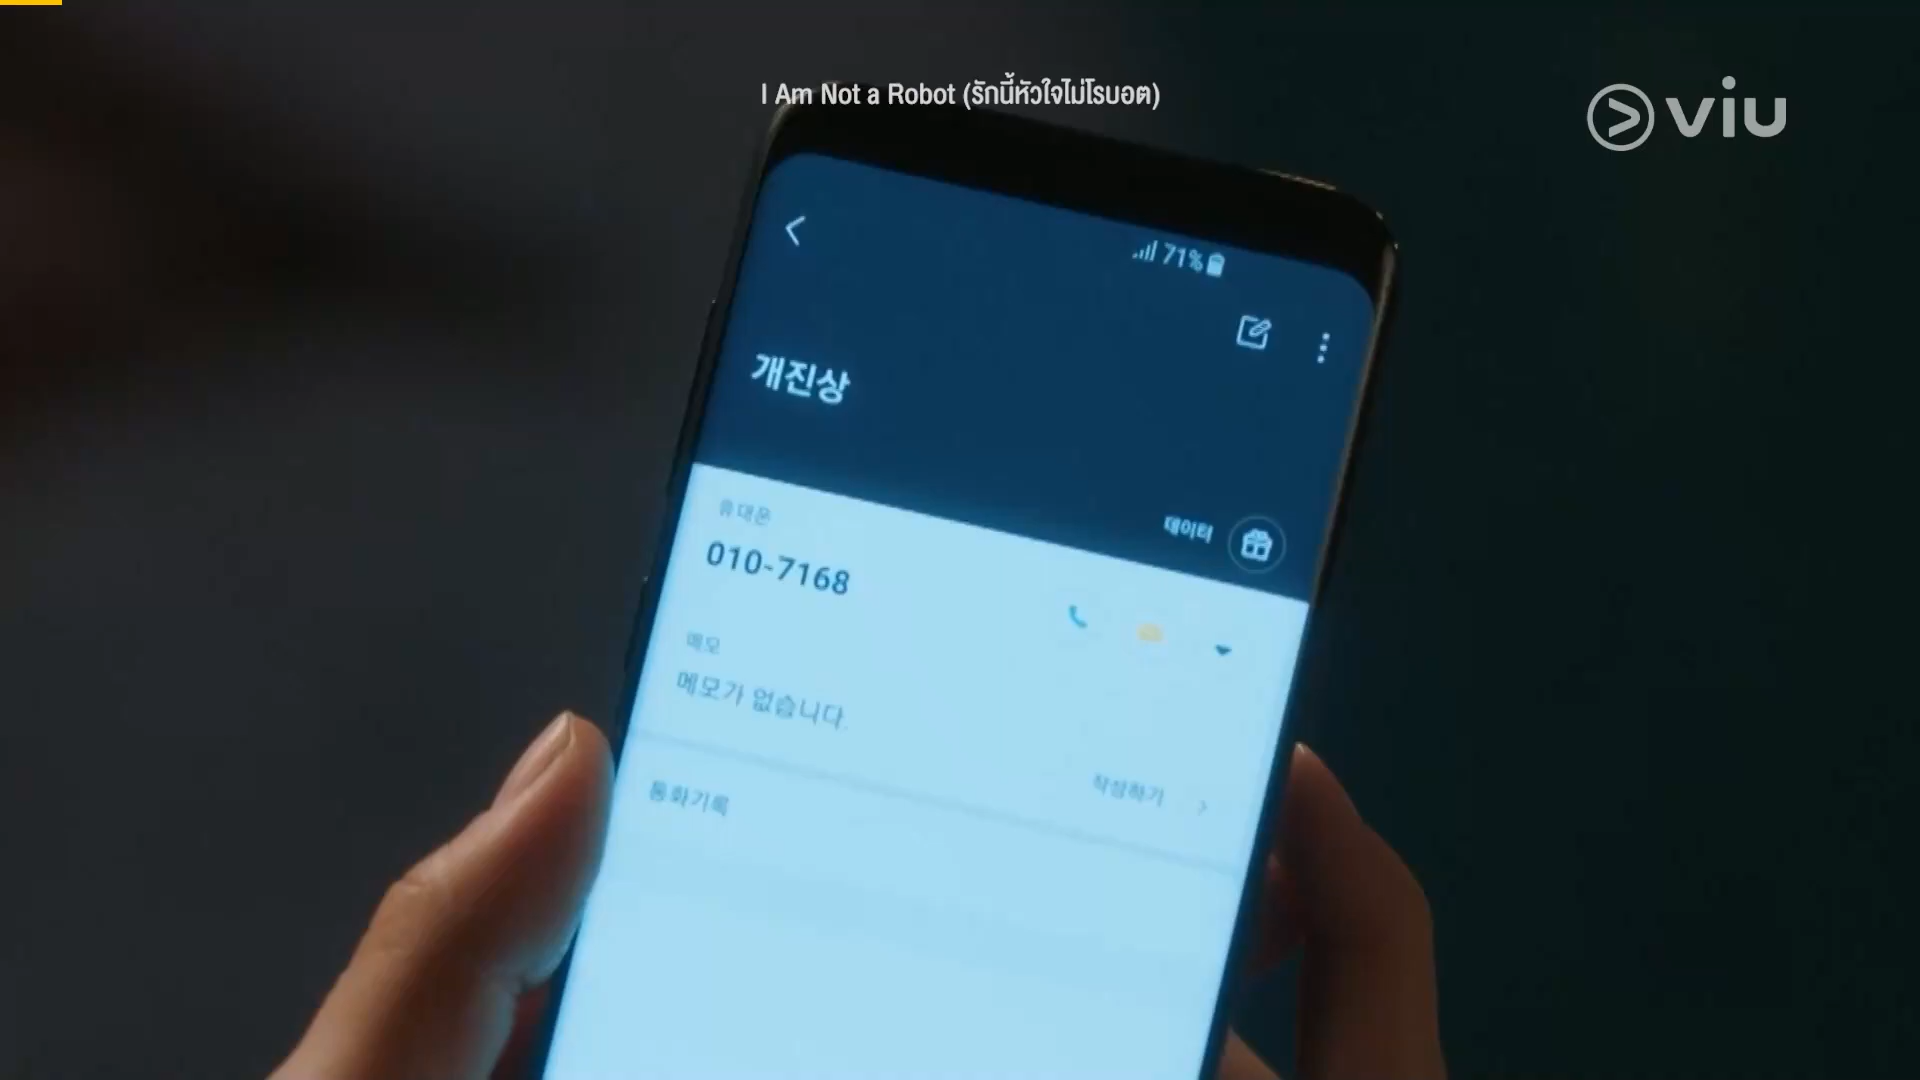 I Am Not a Robot (รักนี้หัวใจไม่โรบอต)
viu
71%
개진상
데이터
휴대폰
010-7168
메모
메모가 없습니다.
작성하기
통화기록